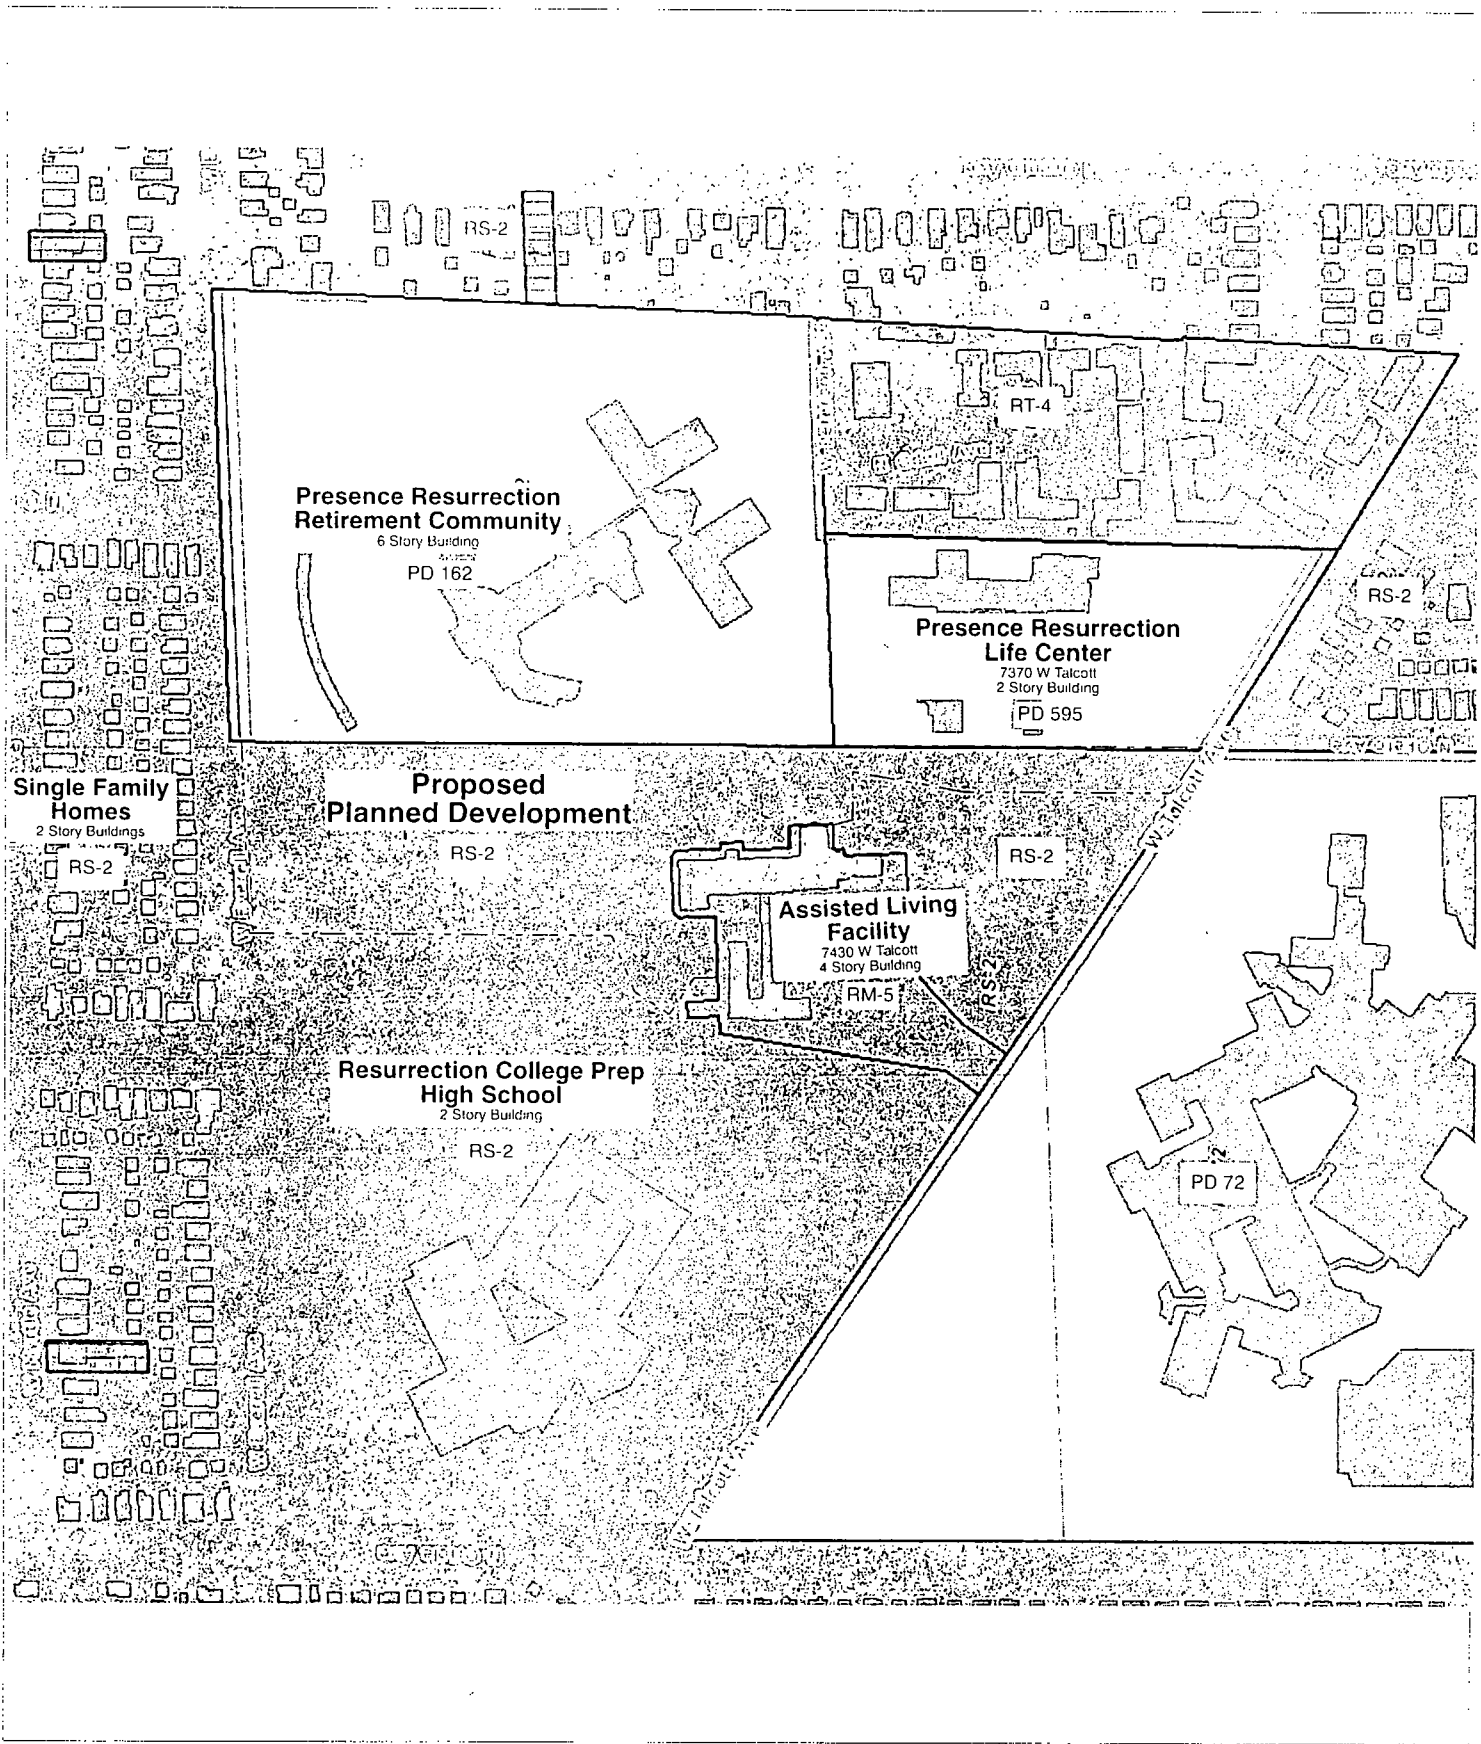 RS-2
RT-4
Presence Resurrection
Retirement Community
6 Story Building
PD 162
RS-2
Presence Resurrection
Life Center
7370 W Talcott
2 Story Building
PD 595
Single Family
Homes
2 Story Buildings
RS-2
Proposed
Planned Development
RS-2
RS-2
W Talcott Ave
Assisted Living
Facility
7430 W Talcott
4 Story Building
RM-5
RS-2
Resurrection College Prep
High School
2 Story Building
RS-2
PD 72
W Talcott Ave